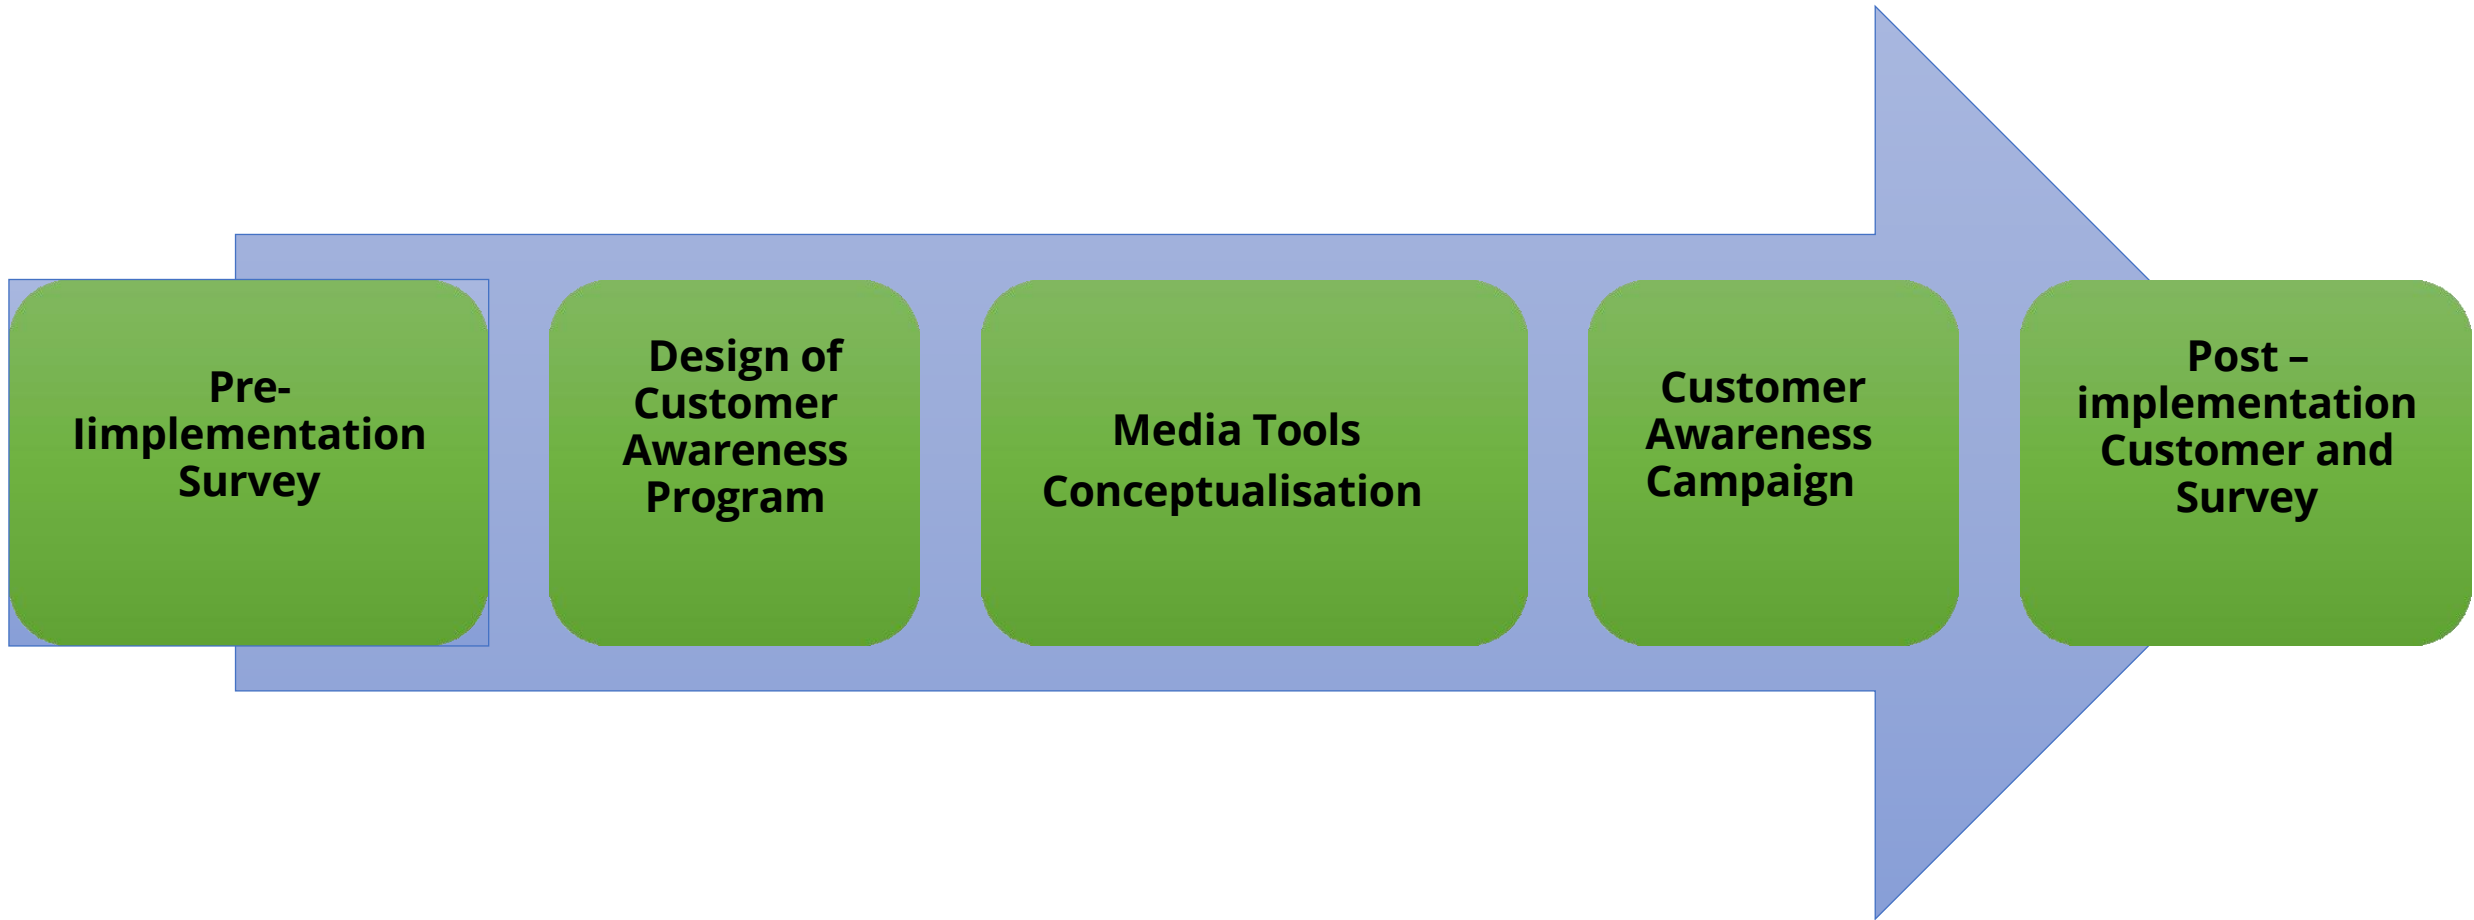 Pre-
Iimplementation
Survey
Design of
Customer
Awareness
Program
Media Tools
Conceptualisation
Customer
Awareness
Campaign
Post –
implementation
Customer and
Survey